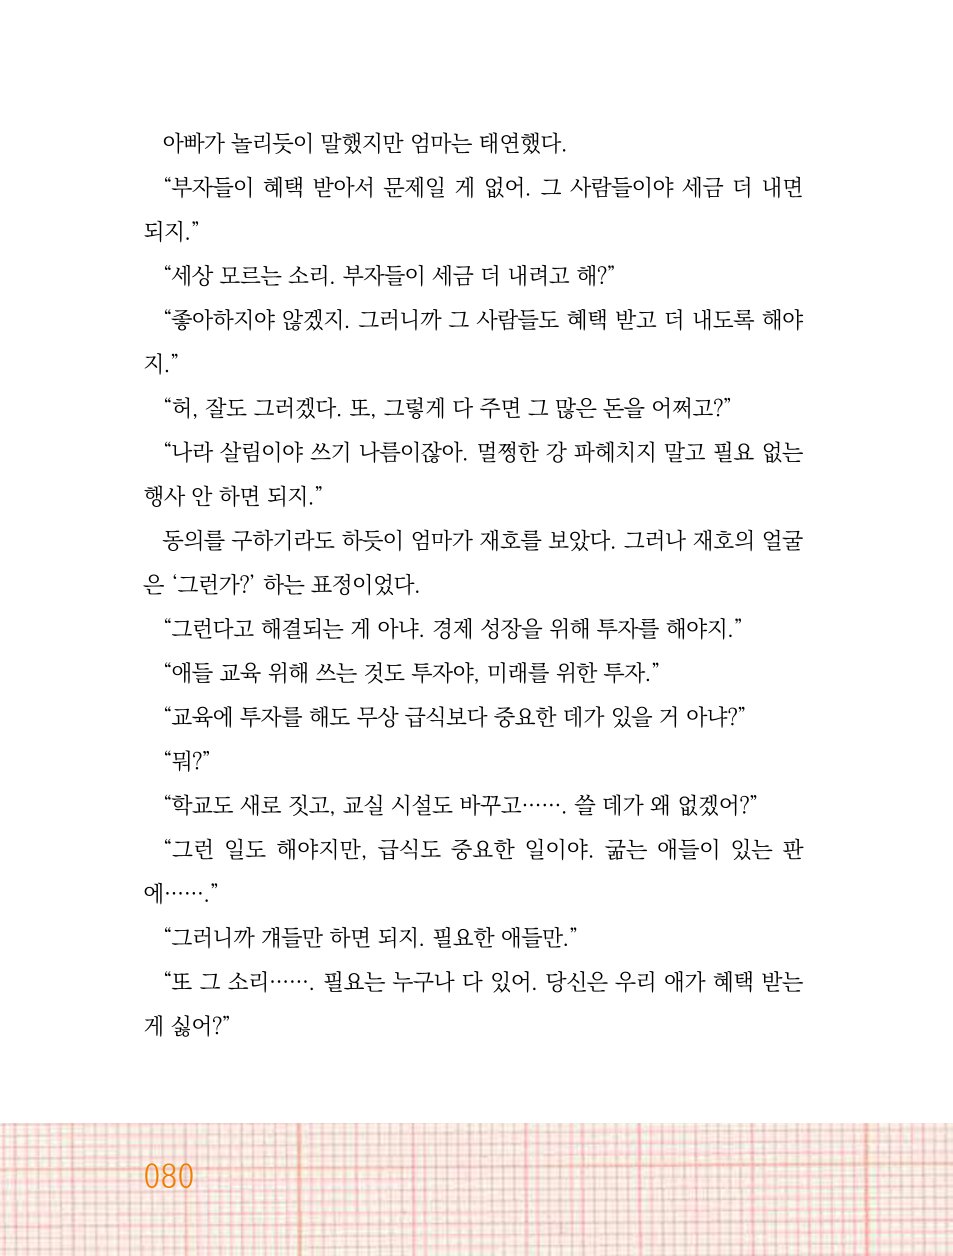 아빠가 놀리듯이 말했지만 엄마는 태연했다.
“부자들이 혜택 받아서 문제일 게 없어. 그 사람들이야 세금 더 내면
되지.”
“세상 모르는 소리. 부자들이 세금 더 내려고 해?”
“좋아하지야 않겠지. 그러니까 그 사람들도 혜택 받고 더 내도록 해야
지.”
“허, 잘도 그러겠다. 또, 그렇게 다 주면 그 많은 돈을 어쩌고?”
“나라 살림이야 쓰기 나름이잖아. 멀쩡한 강 파헤치지 말고 필요 없는
행사 안 하면 되지.”
동의를 구하기라도 하듯이 엄마가 재호를 보았다. 그러나 재호의 얼굴
은 ‘그런가?’ 하는 표정이었다.
“그런다고 해결되는 게 아냐. 경제 성장을 위해 투자를 해야지.”
“애들 교육 위해 쓰는 것도 투자야, 미래를 위한 투자.”
“교육에 투자를 해도 무상 급식보다 중요한 데가 있을 거 아냐?”
“뭐?”
“학교도 새로 짓고, 교실 시설도 바꾸고……. 쓸 데가 왜 없겠어?”
“그런 일도 해야지만, 급식도 중요한 일이야. 굶는 애들이 있는 판
에…….”
“그러니까 걔들만 하면 되지. 필요한 애들만.”
“또 그 소리……. 필요는 누구나 다 있어. 당신은 우리 애가 혜택 받는
게 싫어?”
080